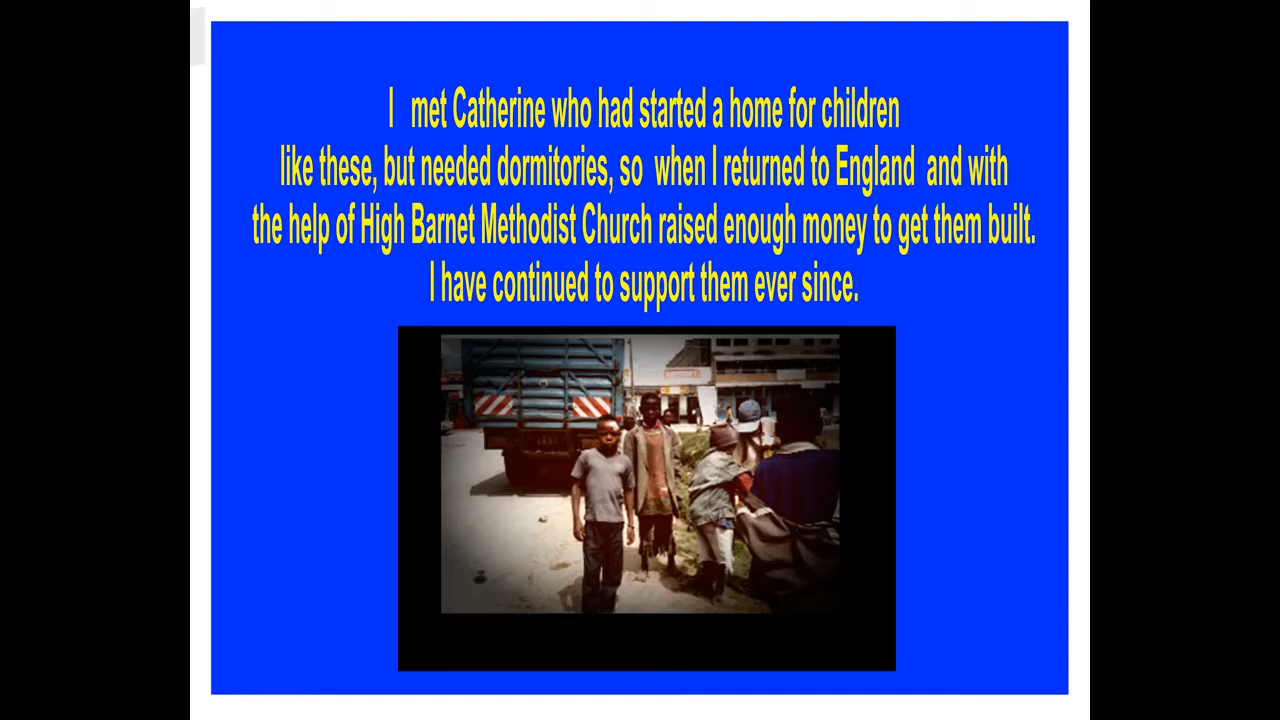 I met Catherine who had started a home for children
like these, but needed dormitories, so when I returned to England and with
the help of High Barnet Methodist Church raised enough money to get them built.
I have continued to support them ever since.